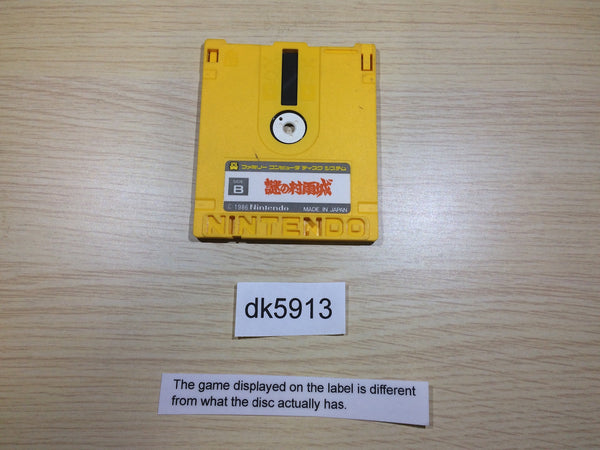 ファミリー コンピュータ ディスク システム
SIDE
B
謎の村雨城
© 1986 Nintendo MADE IN JAPAN
NINTENDO
dk5913
The game displayed on the label is different
from what the disc actually has.